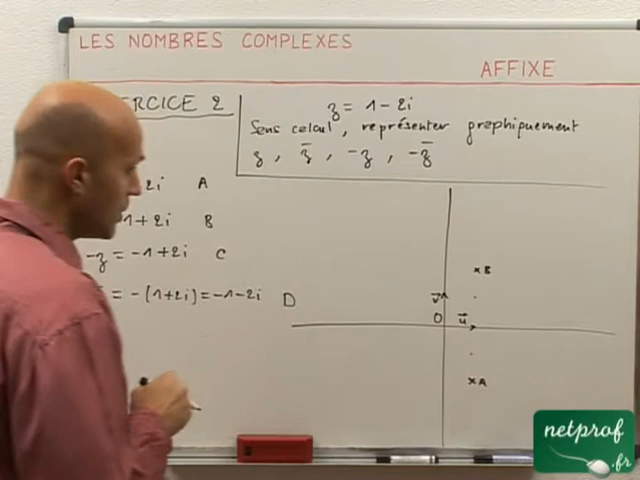 LES NOMBRES COMPLEXES
AFFIXE
ERCICE 2
z = 1 - 2i
Sans calcul, représenter graphiquement
z, z̄, -z, -z̄
2i A
1 + 2i B
-z = -1 + 2i C
= -(1+2i) = -1 - 2i D
×B
v⃗
O u⃗
×A
netprof
.fr